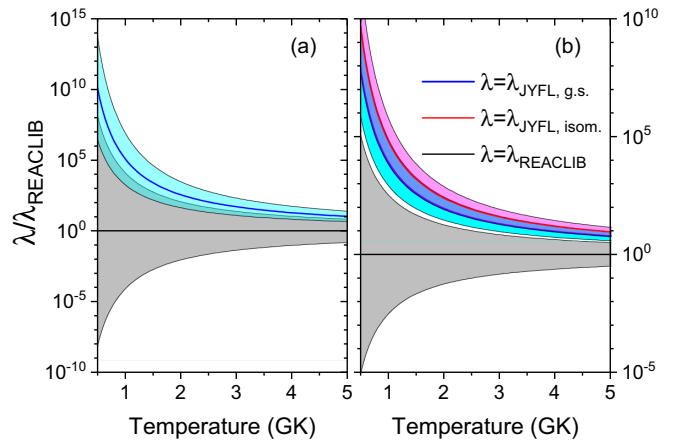 10^15
10^10
10^5
10^0
10^-5
10^-10
λ/λ_REACLIB
(a)
1 2 3 4 5
Temperature (GK)
(b)
λ=λ_JYFL, g.s.
λ=λ_JYFL, isom.
λ=λ_REACLIB
10^10
10^5
10^0
10^-5
1 2 3 4 5
Temperature (GK)